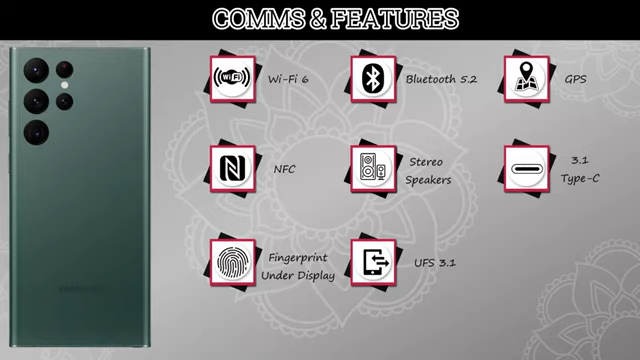 COMMS & FEATURES
WiFi
Wi-Fi 6
Bluetooth 5.2
GPS
NFC
Stereo
Speakers
3.1
Type-C
Fingerprint
Under Display
UFS 3.1